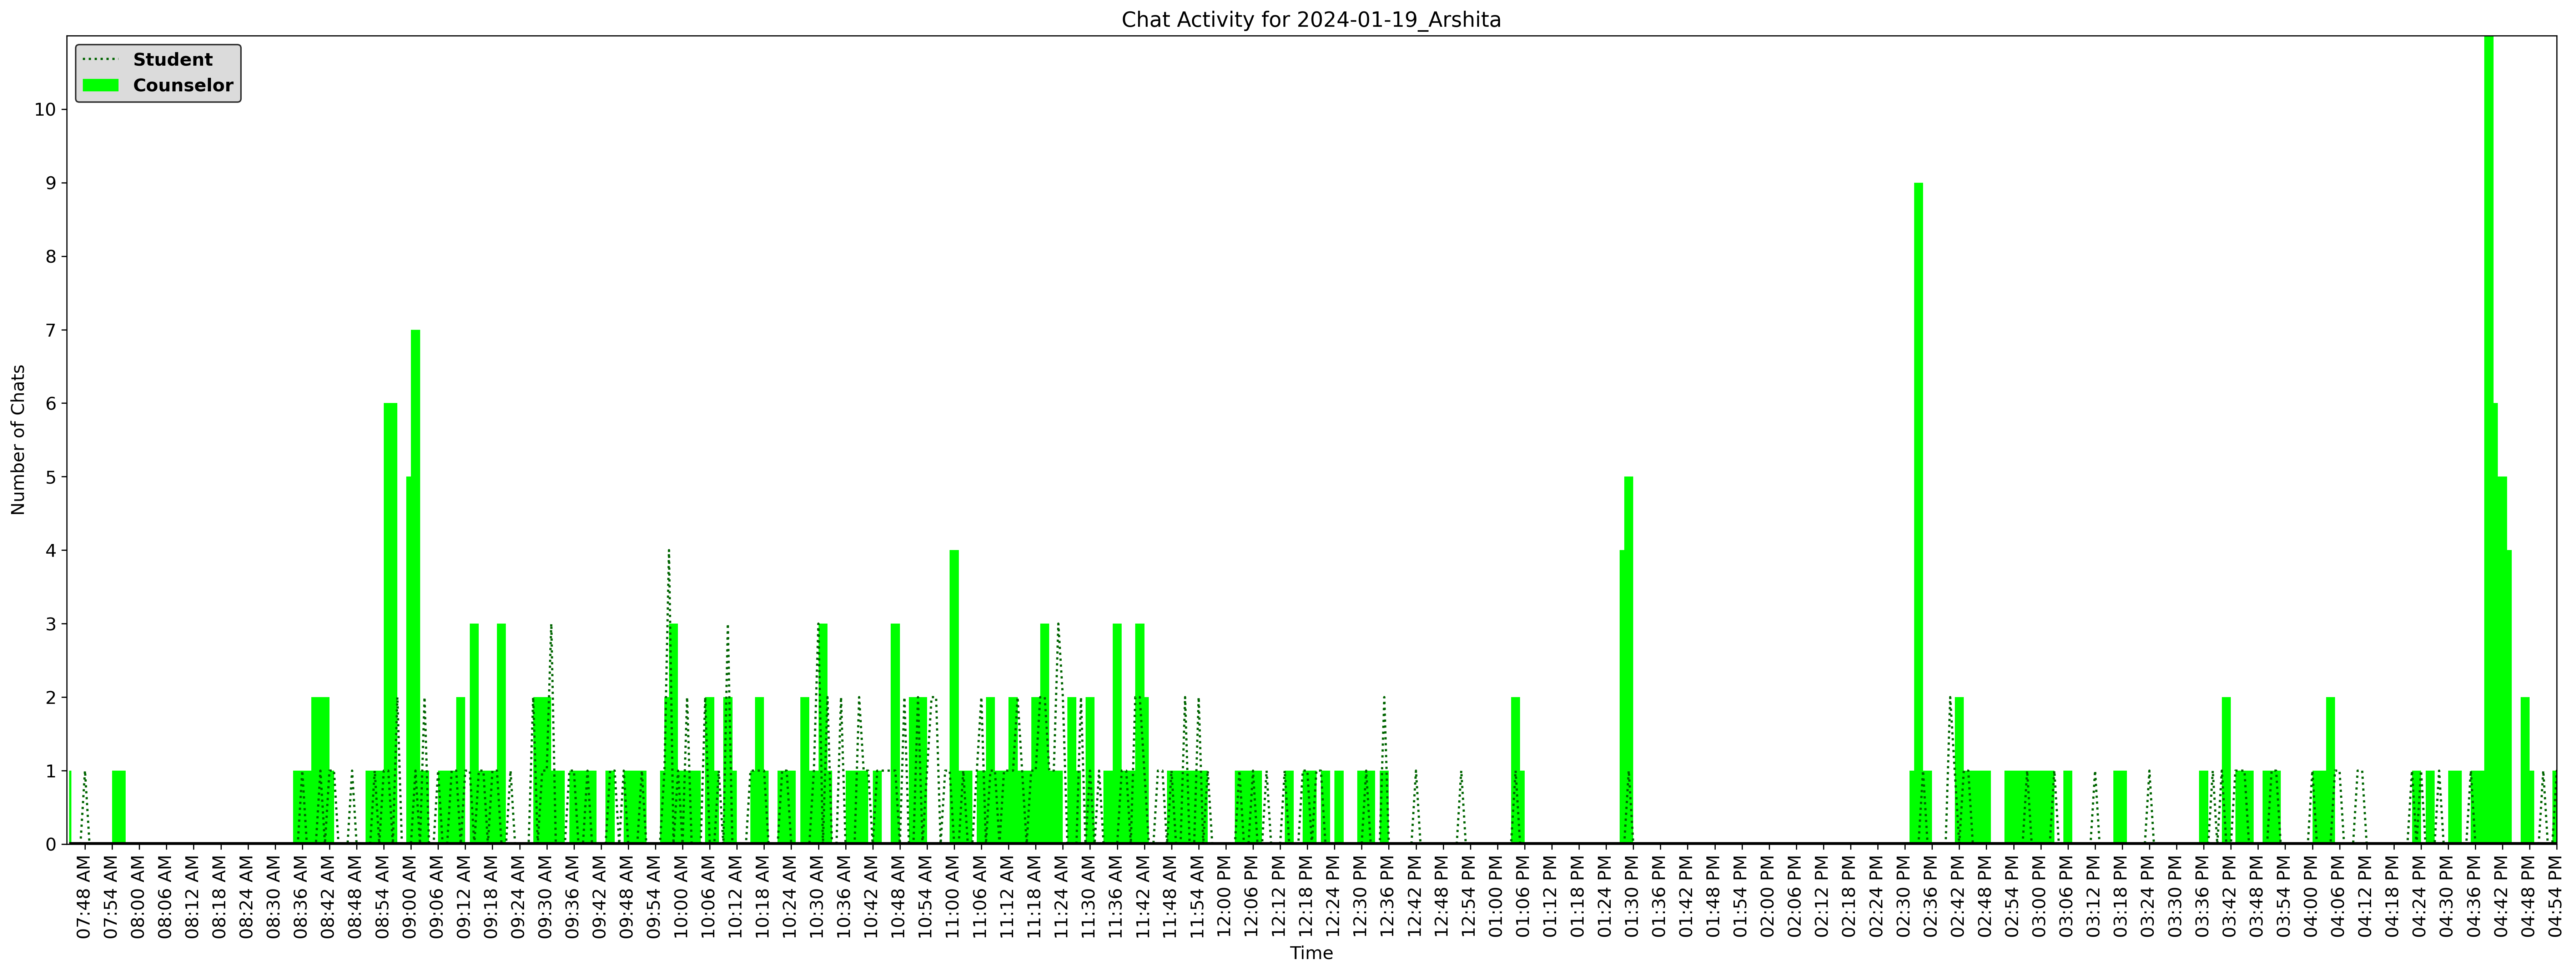 Chat Activity for 2024-01-19_Arshita
Student
Counselor
Number of Chats
10
9
8
7
6
5
4
3
2
1
0
07:48 AM
07:54 AM
08:00 AM
08:06 AM
08:12 AM
08:18 AM
08:24 AM
08:30 AM
08:36 AM
08:42 AM
08:48 AM
08:54 AM
09:00 AM
09:06 AM
09:12 AM
09:18 AM
09:24 AM
09:30 AM
09:36 AM
09:42 AM
09:48 AM
09:54 AM
10:00 AM
10:06 AM
10:12 AM
10:18 AM
10:24 AM
10:30 AM
10:36 AM
10:42 AM
10:48 AM
10:54 AM
11:00 AM
11:06 AM
11:12 AM
11:18 AM
11:24 AM
11:30 AM
11:36 AM
11:42 AM
11:48 AM
11:54 AM
12:00 PM
12:06 PM
12:12 PM
12:18 PM
12:24 PM
12:30 PM
12:36 PM
12:42 PM
12:48 PM
12:54 PM
01:00 PM
01:06 PM
01:12 PM
01:18 PM
01:24 PM
01:30 PM
01:36 PM
01:42 PM
01:48 PM
01:54 PM
02:00 PM
02:06 PM
02:12 PM
02:18 PM
02:24 PM
02:30 PM
02:36 PM
02:42 PM
02:48 PM
02:54 PM
03:00 PM
03:06 PM
03:12 PM
03:18 PM
03:24 PM
03:30 PM
03:36 PM
03:42 PM
03:48 PM
03:54 PM
04:00 PM
04:06 PM
04:12 PM
04:18 PM
04:24 PM
04:30 PM
04:36 PM
04:42 PM
04:48 PM
04:54 PM
Time